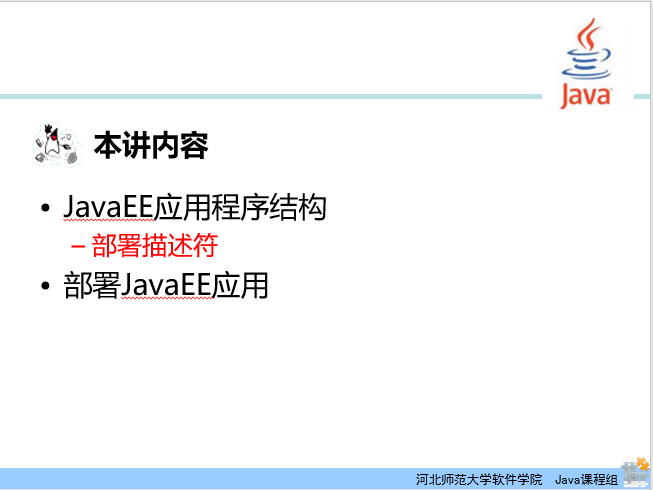 Java
本讲内容
• JavaEE应用程序结构
– 部署描述符
• 部署JavaEE应用
河北师范大学软件学院 Java课程组